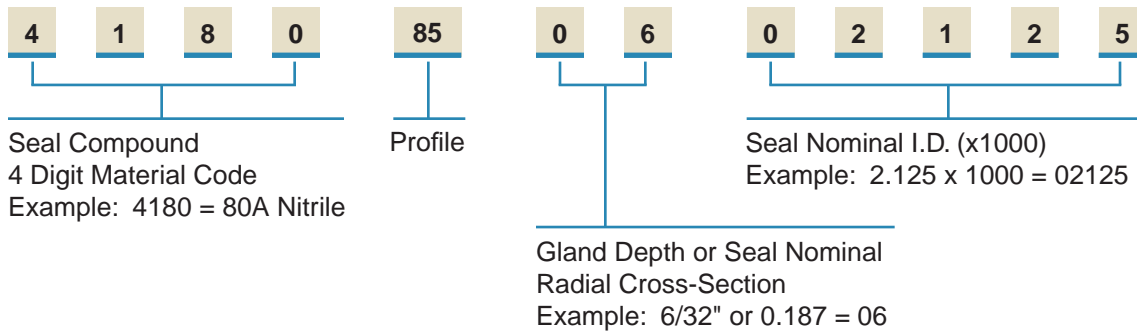 4 1 8 0 85 0 6 0 2 1 2 5
Seal Compound
4 Digit Material Code
Example: 4180 = 80A Nitrile
Profile
Seal Nominal I.D. (x1000)
Example: 2.125 x 1000 = 02125
Gland Depth or Seal Nominal
Radial Cross-Section
Example: 6/32" or 0.187 = 06